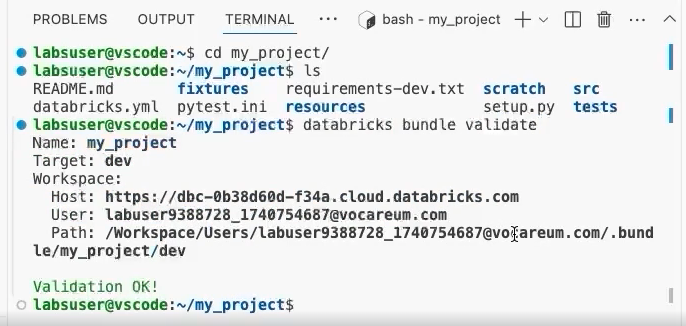 PROBLEMS OUTPUT TERMINAL ··· bash - my_project
labsuser@vscode:~$ cd my_project/
labsuser@vscode:~/my_project$ ls
README.md fixtures requirements-dev.txt scratch src
databricks.yml pytest.ini resources setup.py tests
labsuser@vscode:~/my_project$ databricks bundle validate
Name: my_project
Target: dev
Workspace:
Host: https://dbc-0b38d60d-f34a.cloud.databricks.com
User: labuser9388728_1740754687@vocareum.com
Path: /Workspace/Users/labuser9388728_1740754687@vocareum.com/.bund
le/my_project/dev
Validation OK!
labsuser@vscode:~/my_project$